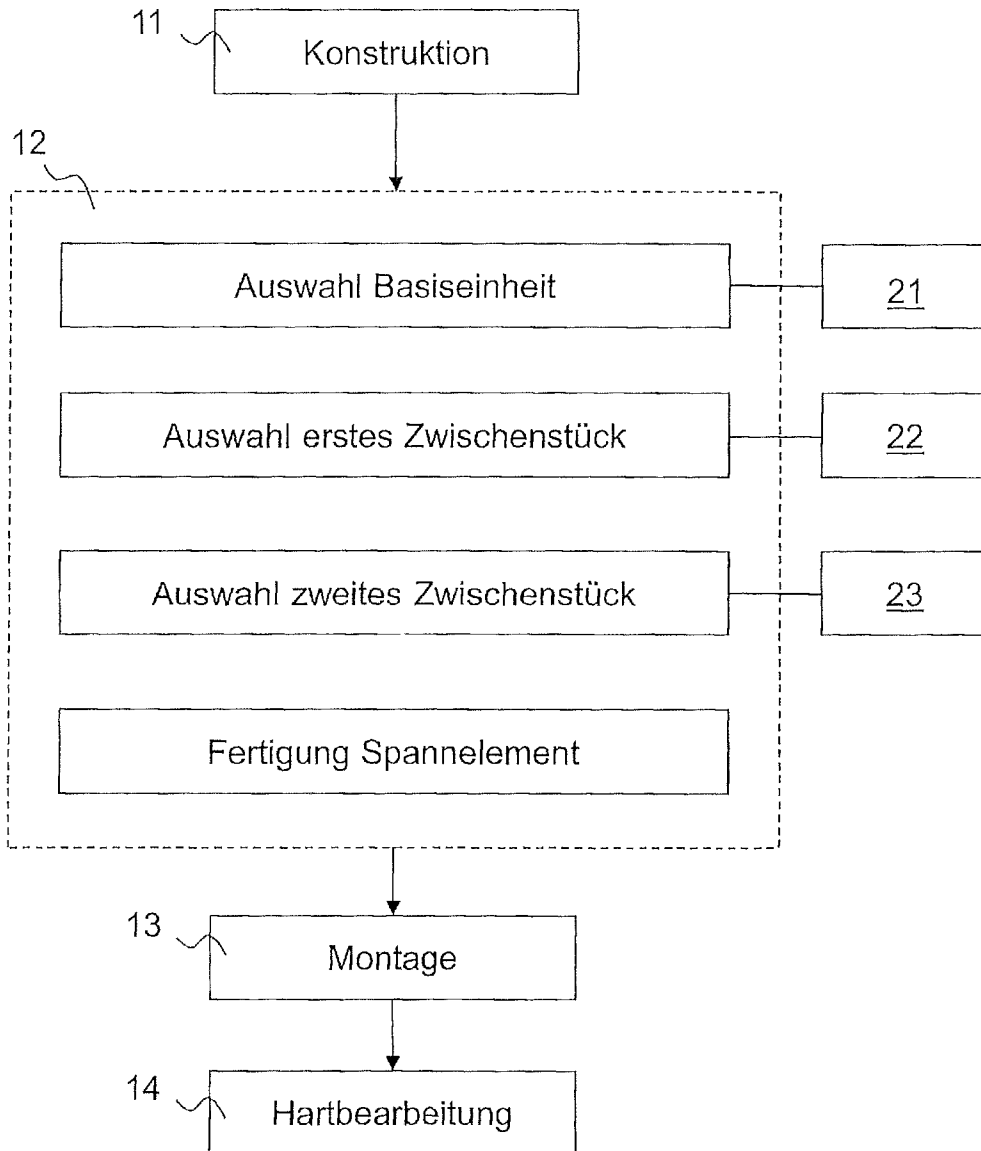 11
Konstruktion
12
Auswahl Basiseinheit
21
Auswahl erstes Zwischenstück
22
Auswahl zweites Zwischenstück
23
Fertigung Spannelement
13
Montage
14
Hartbearbeitung